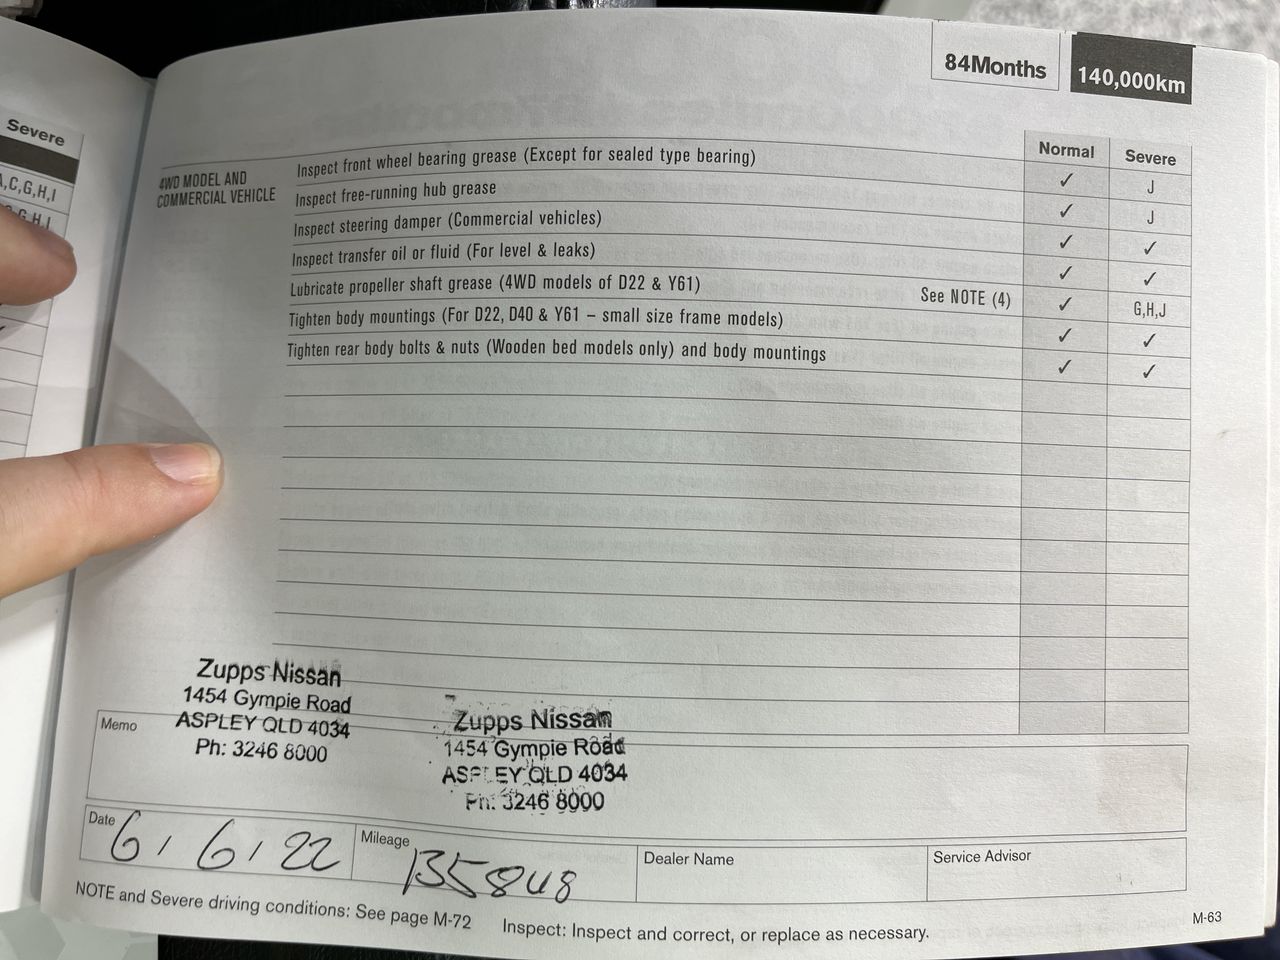 Severe
A,C,G,H,I
84Months
140,000km
Normal
Severe
4WD MODEL AND
COMMERCIAL VEHICLE
Inspect front wheel bearing grease (Except for sealed type bearing) ✓ J
Inspect free-running hub grease ✓ J
Inspect steering damper (Commercial vehicles) ✓ ✓
Inspect transfer oil or fluid (For level & leaks) ✓ ✓
Lubricate propeller shaft grease (4WD models of D22 & Y61) See NOTE (4) ✓ G,H,J
Tighten body mountings (For D22, D40 & Y61 – small size frame models) ✓ ✓
Tighten rear body bolts & nuts (Wooden bed models only) and body mountings ✓ ✓
Zupps Nissan
1454 Gympie Road
ASPLEY QLD 4034
Ph: 3246 8000
Zupps Nissan
1454 Gympie Road
ASPLEY QLD 4034
Ph: 3246 8000
Memo
Date 6/6/22
Mileage 135848
Dealer Name
Service Advisor
NOTE and Severe driving conditions: See page M-72
Inspect: Inspect and correct, or replace as necessary.
M-63